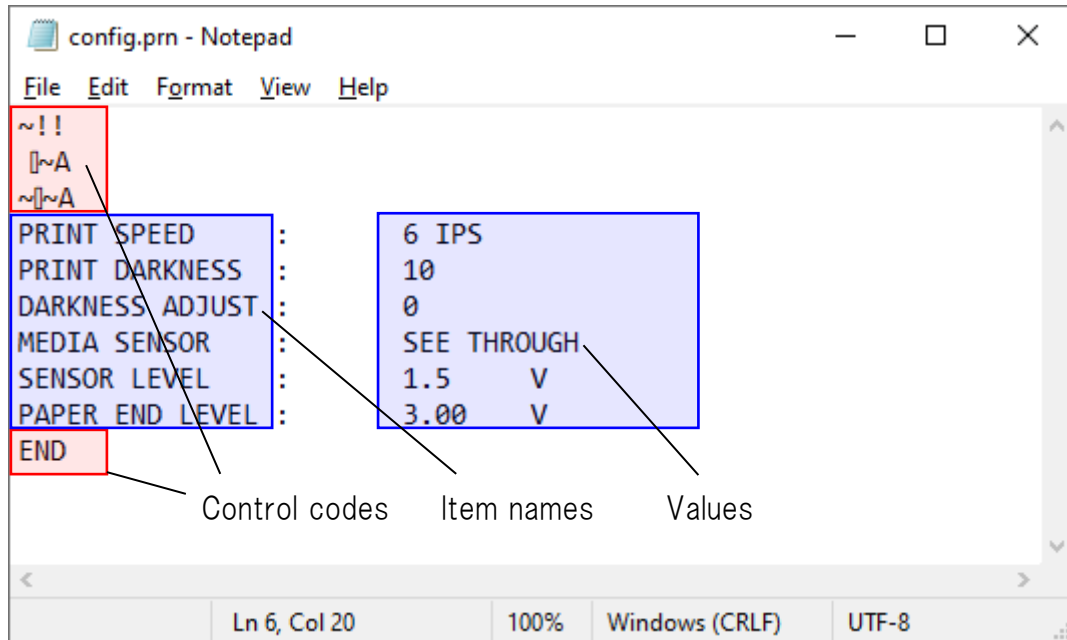 config.prn - Notepad
File Edit Format View Help
~!!
▯~A
~▯~A
PRINT SPEED : 6 IPS
PRINT DARKNESS : 10
DARKNESS ADJUST : 0
MEDIA SENSOR : SEE THROUGH
SENSOR LEVEL : 1.5 V
PAPER END LEVEL : 3.00 V
END
Control codes Item names Values
Ln 6, Col 20 100% Windows (CRLF) UTF-8